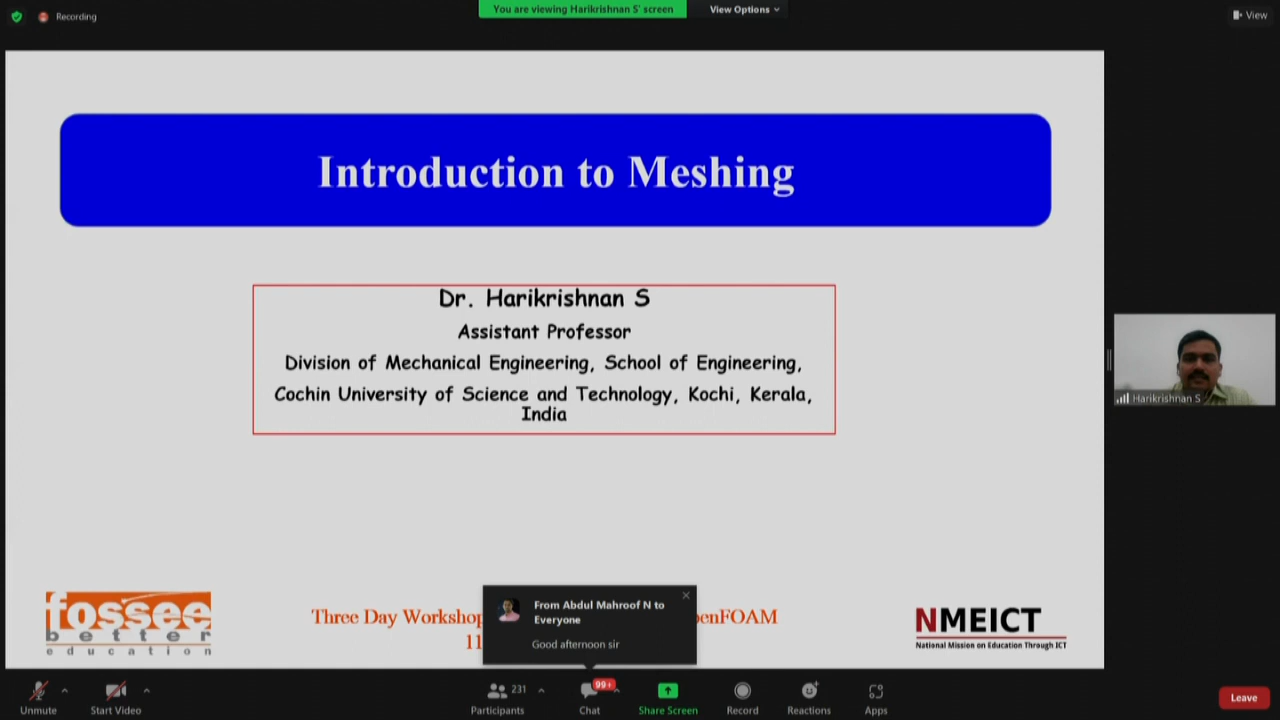 Recording
You are viewing Harikrishnan S' screen
View Options
View
Introduction to Meshing
Dr. Harikrishnan S
Assistant Professor
Division of Mechanical Engineering, School of Engineering,
Cochin University of Science and Technology, Kochi, Kerala,
India
Harikrishnan S
fossee
better
education
Three Day Workshop
enFOAM
11
From Abdul Mahroof N to
Everyone
Good afternoon sir
NMEICT
National Mission on Education Through ICT
Unmute
Start Video
231
Participants
99+
Chat
Share Screen
Record
Reactions
Apps
Leave